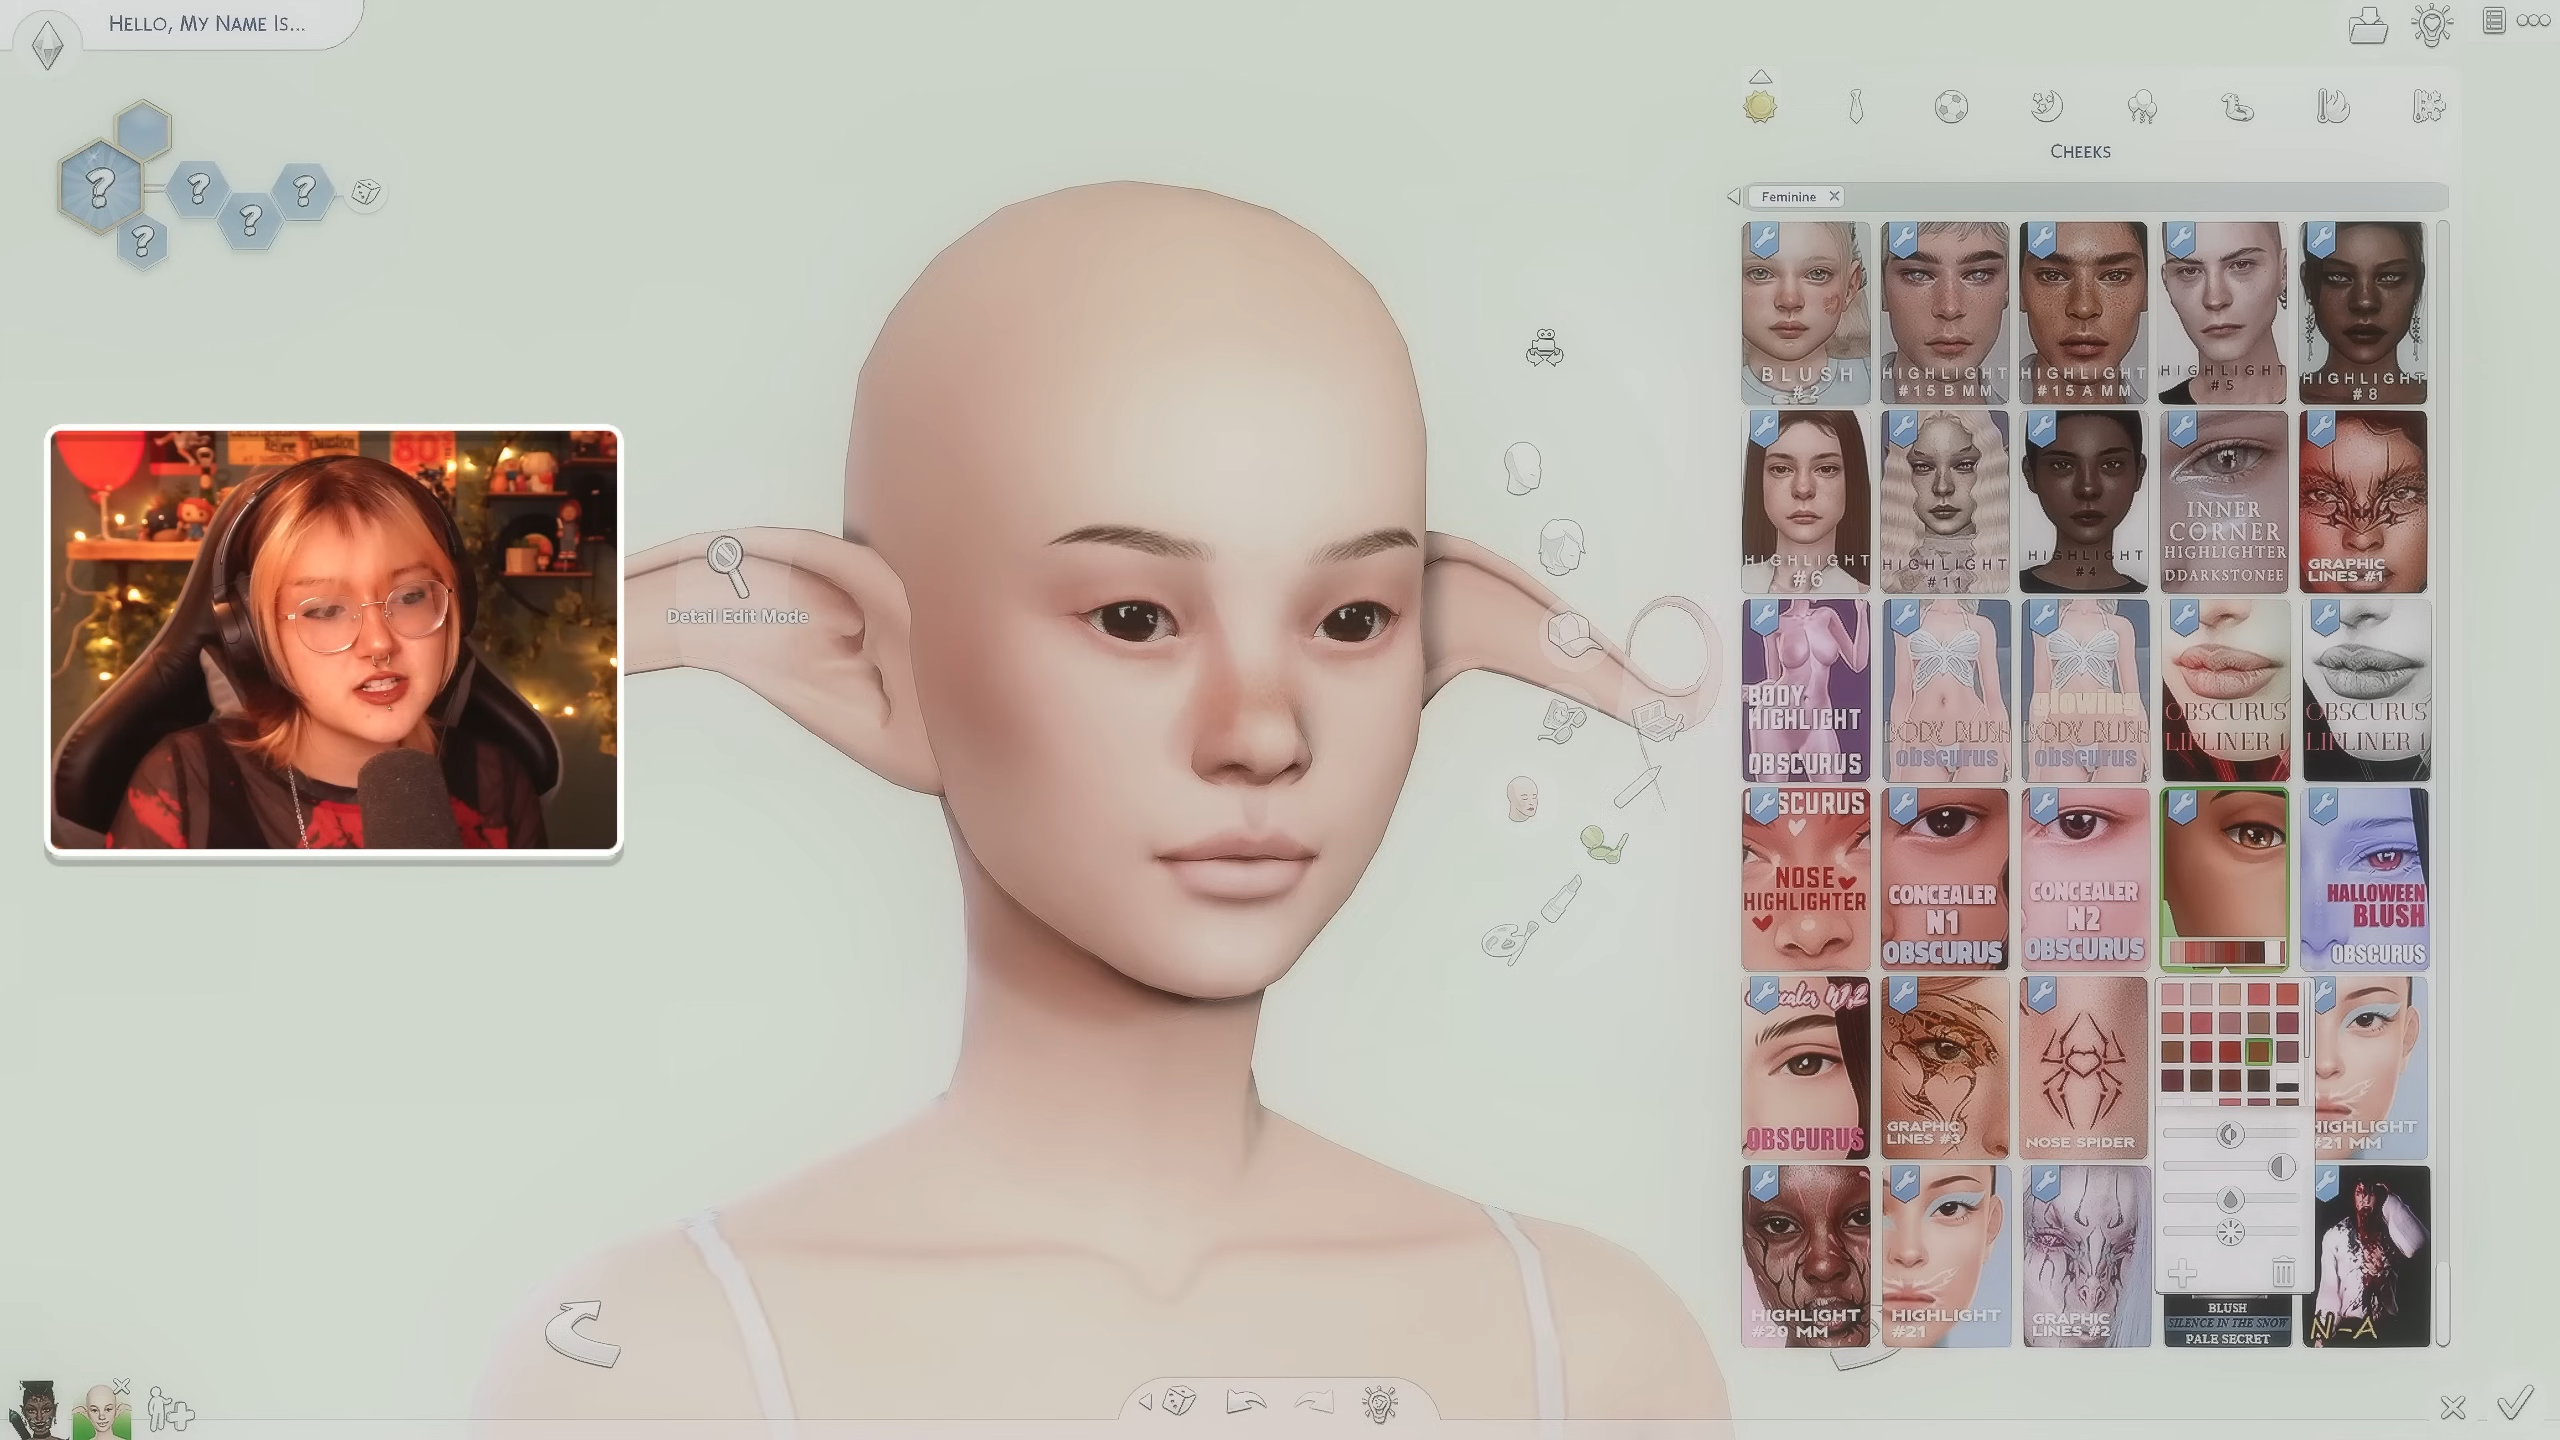 Hello, My Name Is...
Cheeks
Feminine
BLUSH
#2
HIGHLIGHT
#15 B MM
HIGHLIGHT
#15 A MM
HIGHLIGHT
#5
HIGHLIGHT
#8
HIGHLIGHT
#6
HIGHLIGHT
#11
HIGHLIGHT
#4
INNER
CORNER
HIGHLIGHTER
DDARKSTONEE
GRAPHIC
LINES #1
Detail Edit Mode
BODY
HIGHLIGHT
OBSCURUS
BODY BLUSH
obscurus
glowing
BODY BLUSH
obscurus
OBSCURUS
LIPLINER 1
OBSCURUS
LIPLINER 1
OBSCURUS
NOSE
HIGHLIGHTER
CONCEALER
N1
OBSCURUS
CONCEALER
N2
OBSCURUS
HALLOWEEN
BLUSH
OBSCURUS
OBSCURUS
GRAPHIC
LINES #3
NOSE SPIDER
HIGHLIGHT
#21 MM
HIGHLIGHT
#20 MM
HIGHLIGHT
#21
GRAPHIC
LINES #2
BLUSH
SILENCE IN THE SNOW
PALE SECRET
N-A